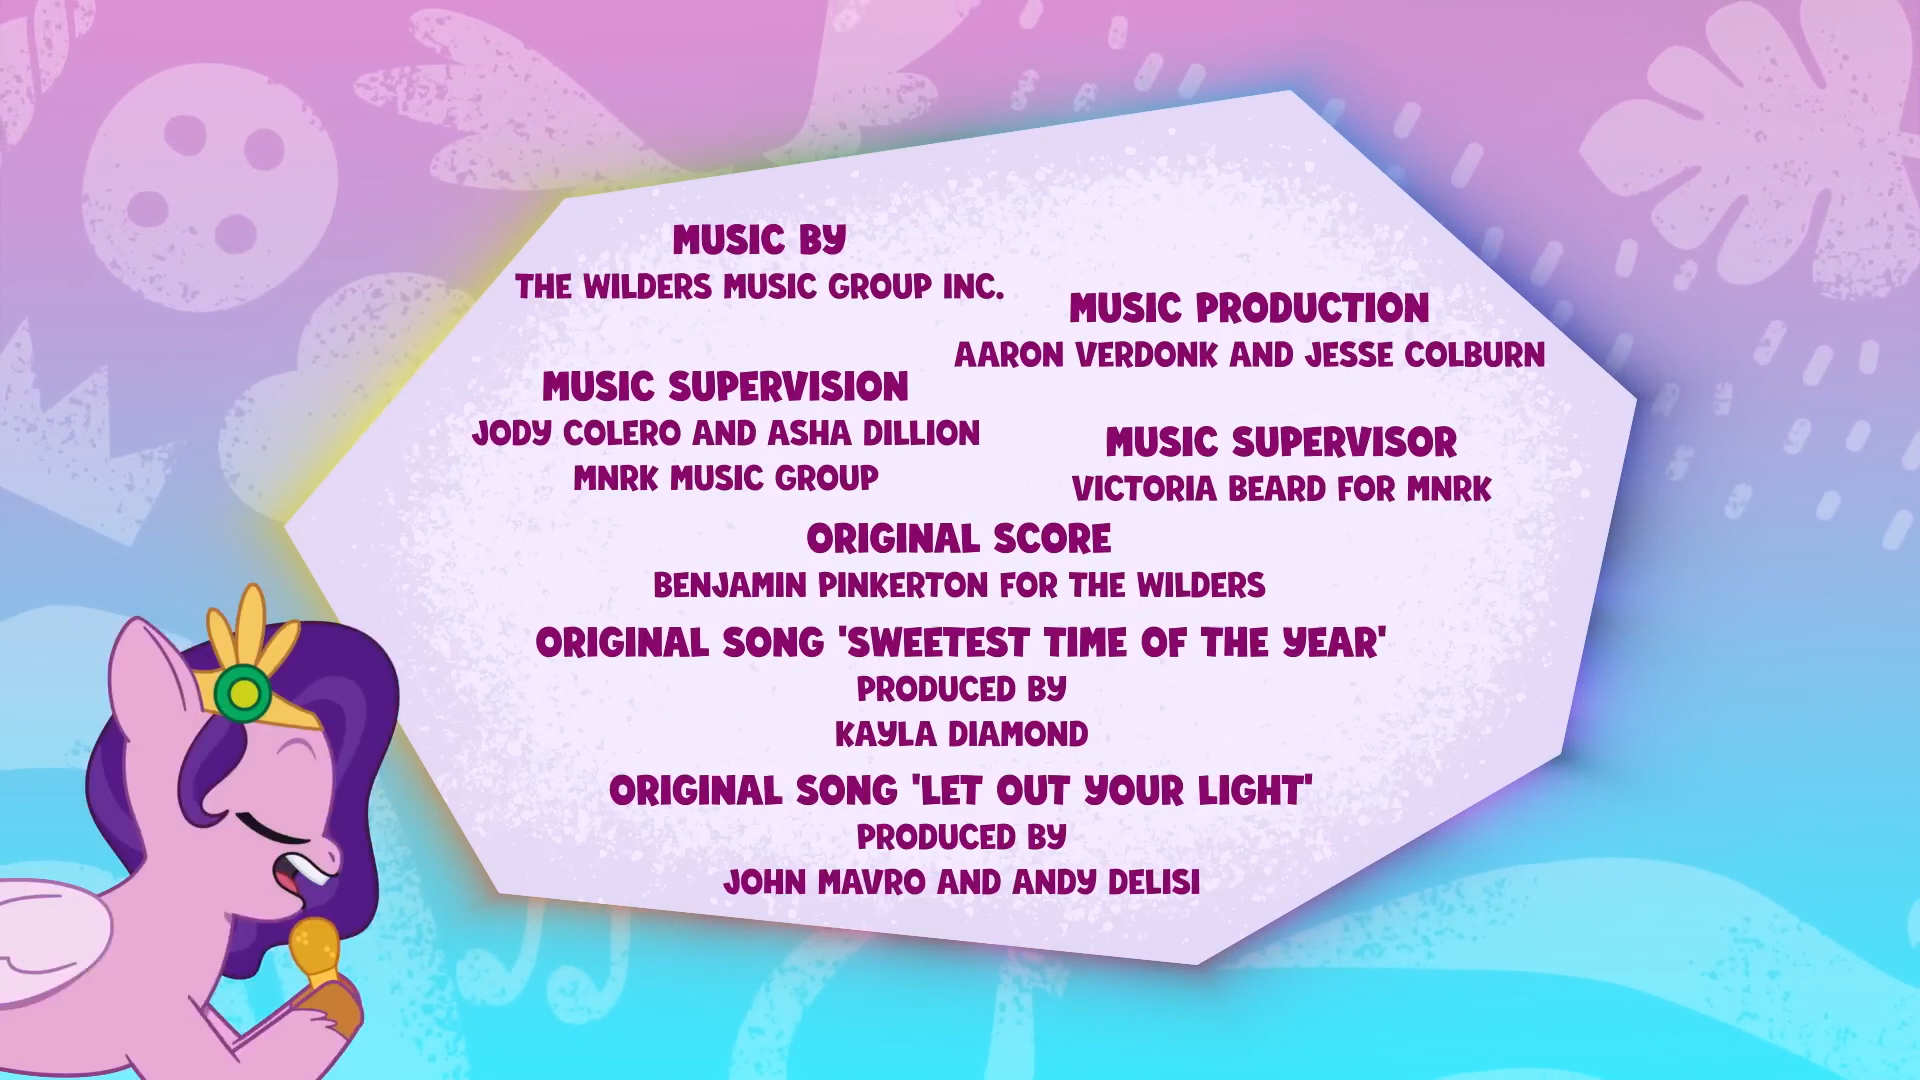 MUSIC BY
THE WILDERS MUSIC GROUP INC.
MUSIC PRODUCTION
AARON VERDONK AND JESSE COLBURN
MUSIC SUPERVISION
JODY COLERO AND ASHA DILLION
MNRK MUSIC GROUP
MUSIC SUPERVISOR
VICTORIA BEARD FOR MNRK
ORIGINAL SCORE
BENJAMIN PINKERTON FOR THE WILDERS
ORIGINAL SONG 'SWEETEST TIME OF THE YEAR'
PRODUCED BY
KAYLA DIAMOND
ORIGINAL SONG 'LET OUT YOUR LIGHT'
PRODUCED BY
JOHN MAVRO AND ANDY DELISI